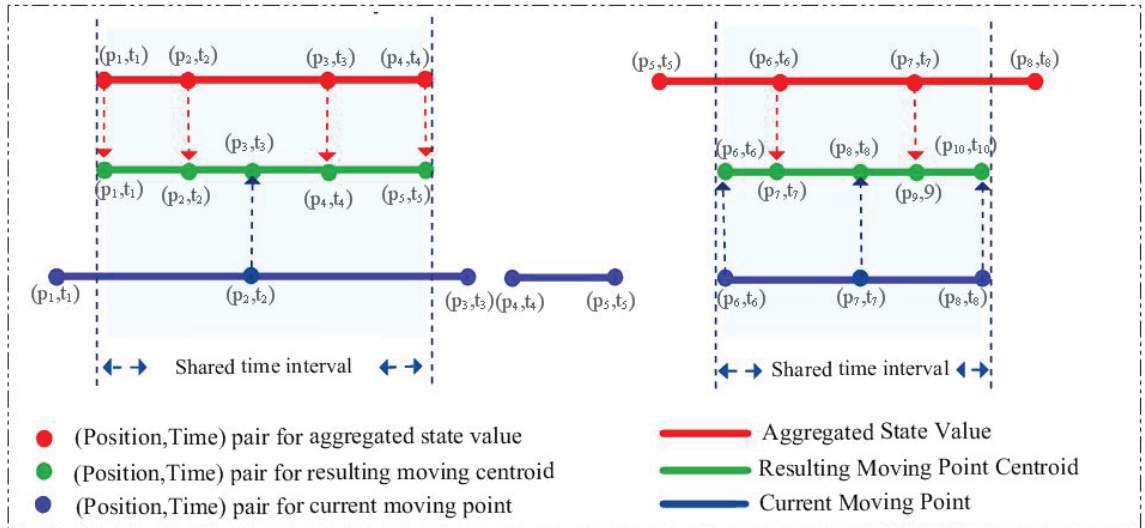 (p₁,t₁) (p₂,t₂) (p₃,t₃) (p₄,t₄)
(p₅,t₅) (p₆,t₆) (p₇,t₇) (p₈,t₈)
(p₃,t₃)
(p₆,t₆) (p₈,t₈) (p₁₀,t₁₀)
(p₁,t₁) (p₂,t₂) (p₄,t₄) (p₅,t₅)
(p₇,t₇) (p₉,9)
(p₁,t₁) (p₂,t₂) (p₃,t₃) (p₄,t₄) (p₅,t₅)
(p₆,t₆) (p₇,t₇) (p₈,t₈)
Shared time interval
Shared time interval
(Position,Time) pair for aggregated state value
(Position,Time) pair for resulting moving centroid
(Position,Time) pair for current moving point
Aggregated State Value
Resulting Moving Point Centroid
Current Moving Point